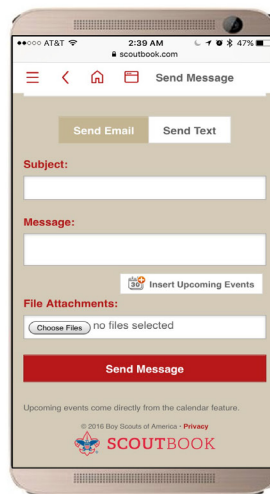 AT&T 2:39 AM 47%
scoutbook.com
Send Message
Send Email Send Text
Subject:
Message:
30 Insert Upcoming Events
File Attachments:
Choose Files no files selected
Send Message
Upcoming events come directly from the calendar feature.
© 2016 Boy Scouts of America - Privacy
SCOUTBOOK